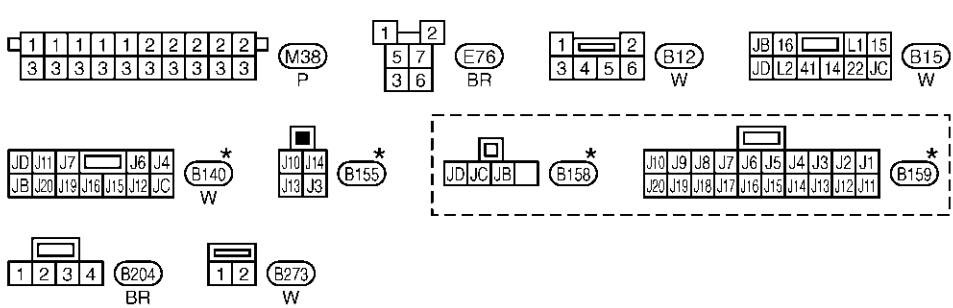 1 1 1 1 1 2 2 2 2 2
3 3 3 3 3 3 3 3 3 3
M38
P
1 2
5 7
3 6
E76
BR
1 2
3 4 5 6
B12
W
JB 16 L1 15
JD L2 41 14 22 JC
B15
W
JD J11 J7 J6 J4
JB J20 J19 J16 J15 J12 JC
B140 *
W
J10 J14
J13 J3
B155 *
JD JC JB
B158 *
J10 J9 J8 J7 J6 J5 J4 J3 J2 J1
J20 J19 J18 J17 J16 J15 J14 J13 J12 J11
B159 *
1 2 3 4
B204
BR
1 2
B273
W